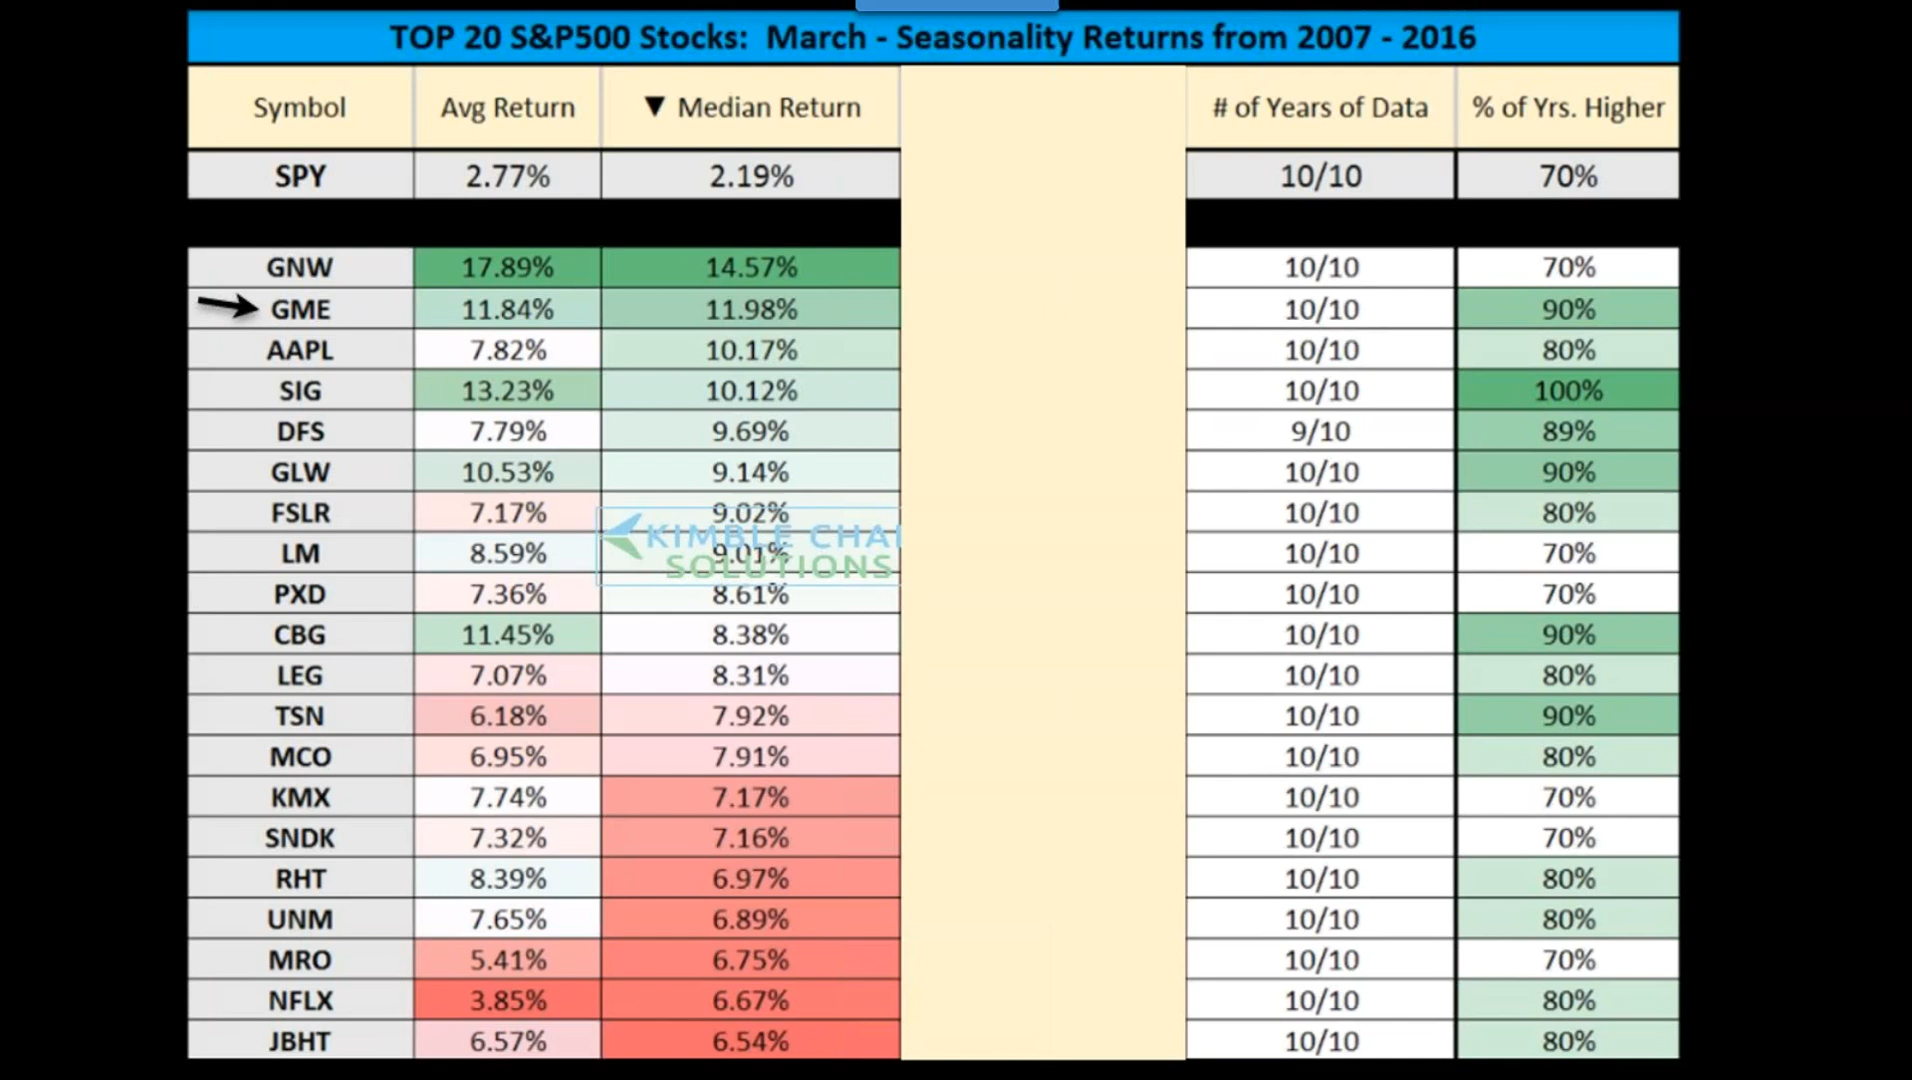 TOP 20 S&P500 Stocks: March - Seasonality Returns from 2007 - 2016
Symbol Avg Return ▼ Median Return # of Years of Data % of Yrs. Higher
SPY 2.77% 2.19% 10/10 70%
GNW 17.89% 14.57% 10/10 70%
GME 11.84% 11.98% 10/10 90%
AAPL 7.82% 10.17% 10/10 80%
SIG 13.23% 10.12% 10/10 100%
DFS 7.79% 9.69% 9/10 89%
GLW 10.53% 9.14% 10/10 90%
FSLR 7.17% 9.02% 10/10 80%
KIMBLE CHA
LM 8.59% 9.01% 10/10 70%
SOLUTIONS
PXD 7.36% 8.61% 10/10 70%
CBG 11.45% 8.38% 10/10 90%
LEG 7.07% 8.31% 10/10 80%
TSN 6.18% 7.92% 10/10 90%
MCO 6.95% 7.91% 10/10 80%
KMX 7.74% 7.17% 10/10 70%
SNDK 7.32% 7.16% 10/10 70%
RHT 8.39% 6.97% 10/10 80%
UNM 7.65% 6.89% 10/10 80%
MRO 5.41% 6.75% 10/10 70%
NFLX 3.85% 6.67% 10/10 80%
JBHT 6.57% 6.54% 10/10 80%